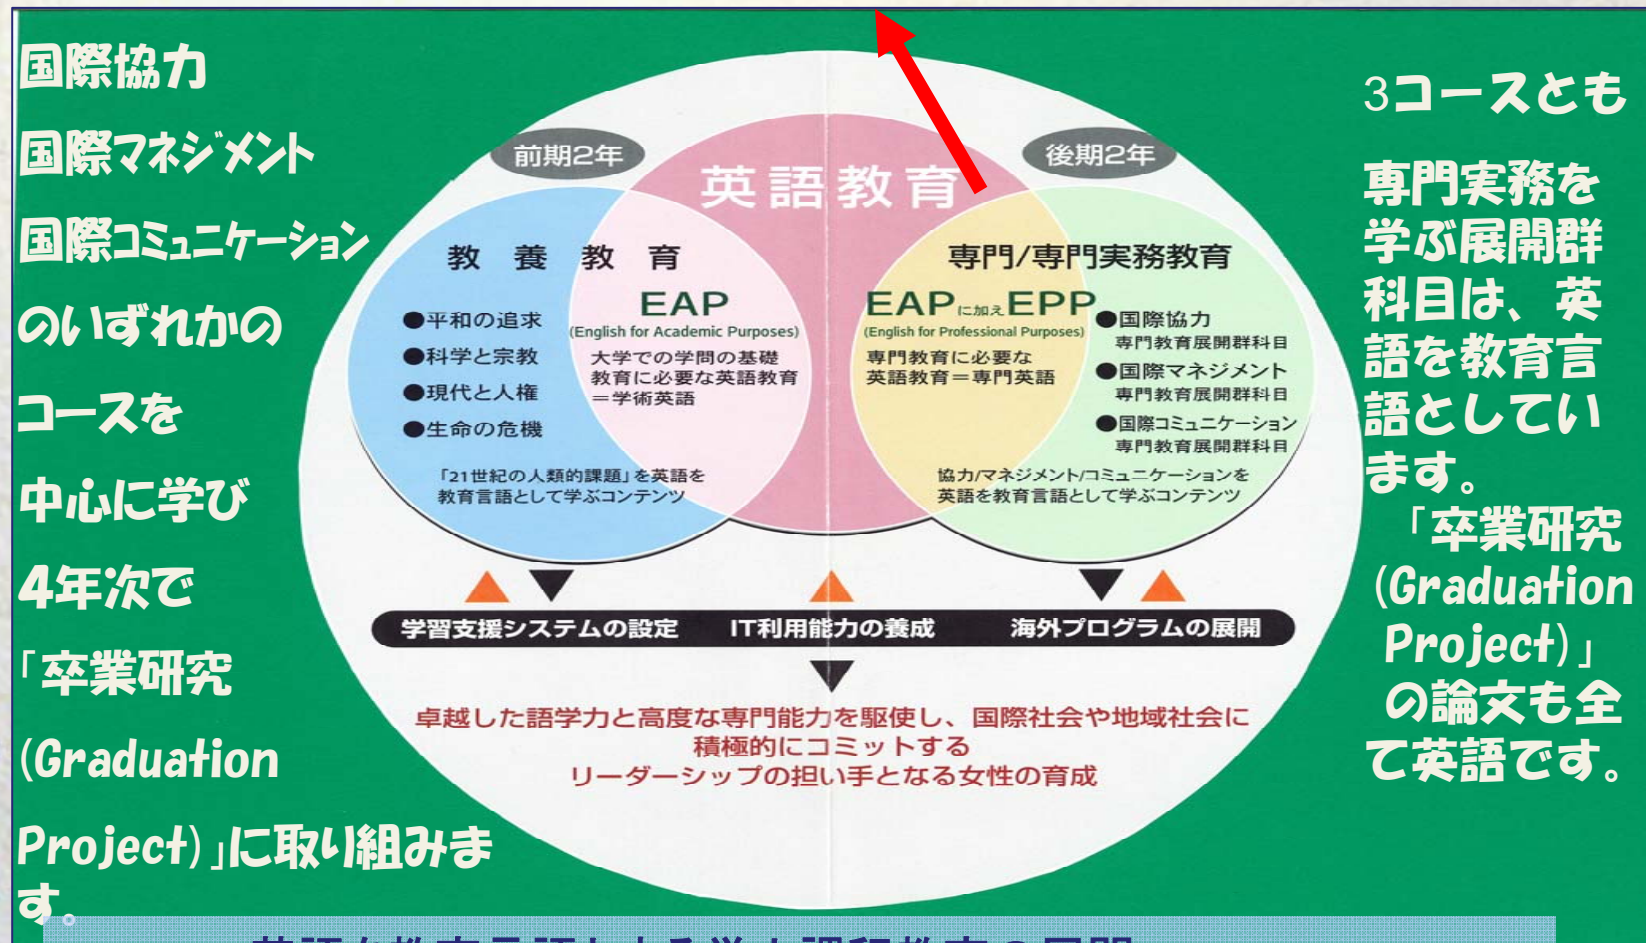 国際協力
国際マネジメント
国際コミュニケーション
のいずれかの
コースを
中心に学び
4年次で
「卒業研究
(Graduation
Project)」に取り組みま
す。
前期2年
後期2年
英語教育
教養教育
●平和の追求
●科学と宗教
●現代と人権
●生命の危機
EAP
(English for Academic Purposes)
大学での学問の基礎
教育に必要な英語教育
＝学術英語
「21世紀の人類的課題」を英語を
教育言語として学ぶコンテンツ
専門/専門実務教育
EAPに加えEPP
(English for Professional Purposes)
専門教育に必要な
英語教育＝専門英語
●国際協力
専門教育展開群科目
●国際マネジメント
専門教育展開群科目
●国際コミュニケーション
専門教育展開群科目
協力/マネジメント/コミュニケーションを
英語を教育言語として学ぶコンテンツ
学習支援システムの設定　IT利用能力の養成　海外プログラムの展開
卓越した語学力と高度な専門能力を駆使し、国際社会や地域社会に
積極的にコミットする
リーダーシップの担い手となる女性の育成
3コースとも
専門実務を
学ぶ展開群
科目は、英
語を教育言
語としてい
ます。
「卒業研究
(Graduation
Project)」
の論文も全
て英語です。